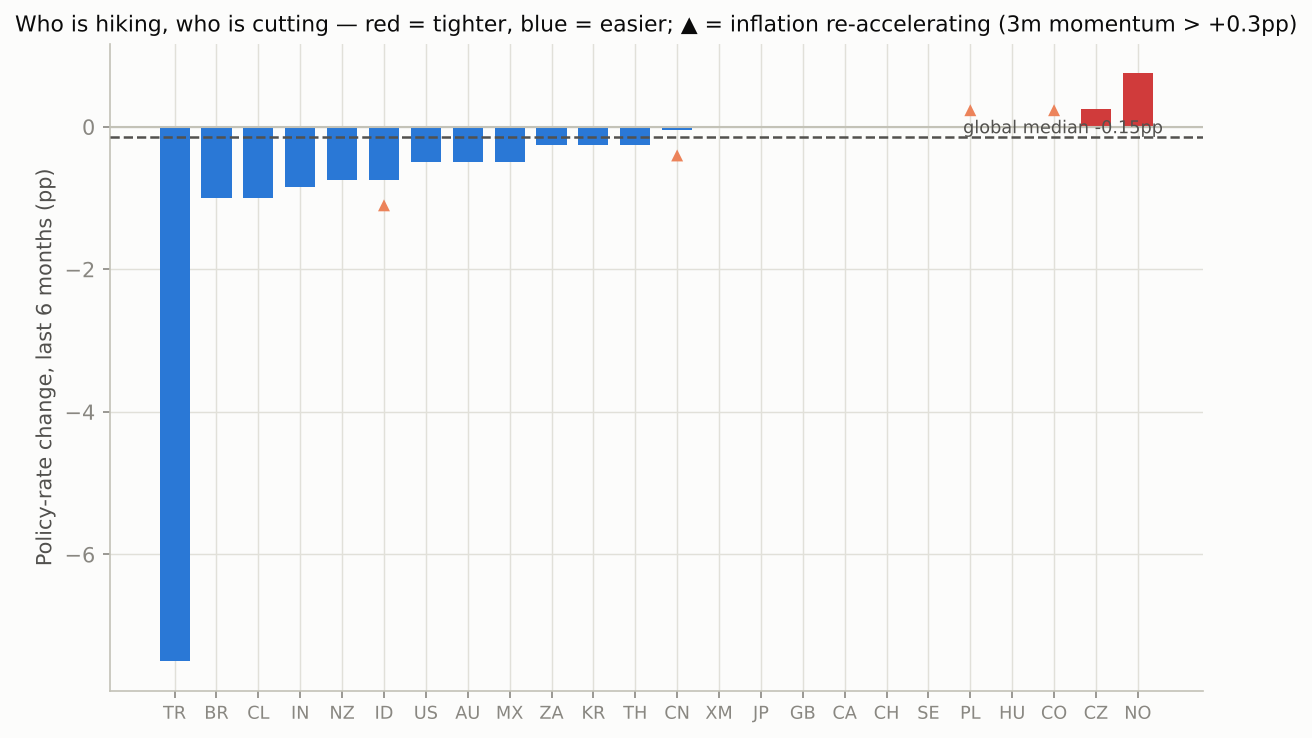 Who is hiking, who is cutting — red = tighter, blue = easier; ▲ = inflation re-accelerating (3m momentum > +0.3pp)
Policy-rate change, last 6 months (pp)
0
−2
−4
−6
global median -0.15pp
TR BR CL IN NZ ID US AU MX ZA KR TH CN XM JP GB CA CH SE PL HU CO CZ NO